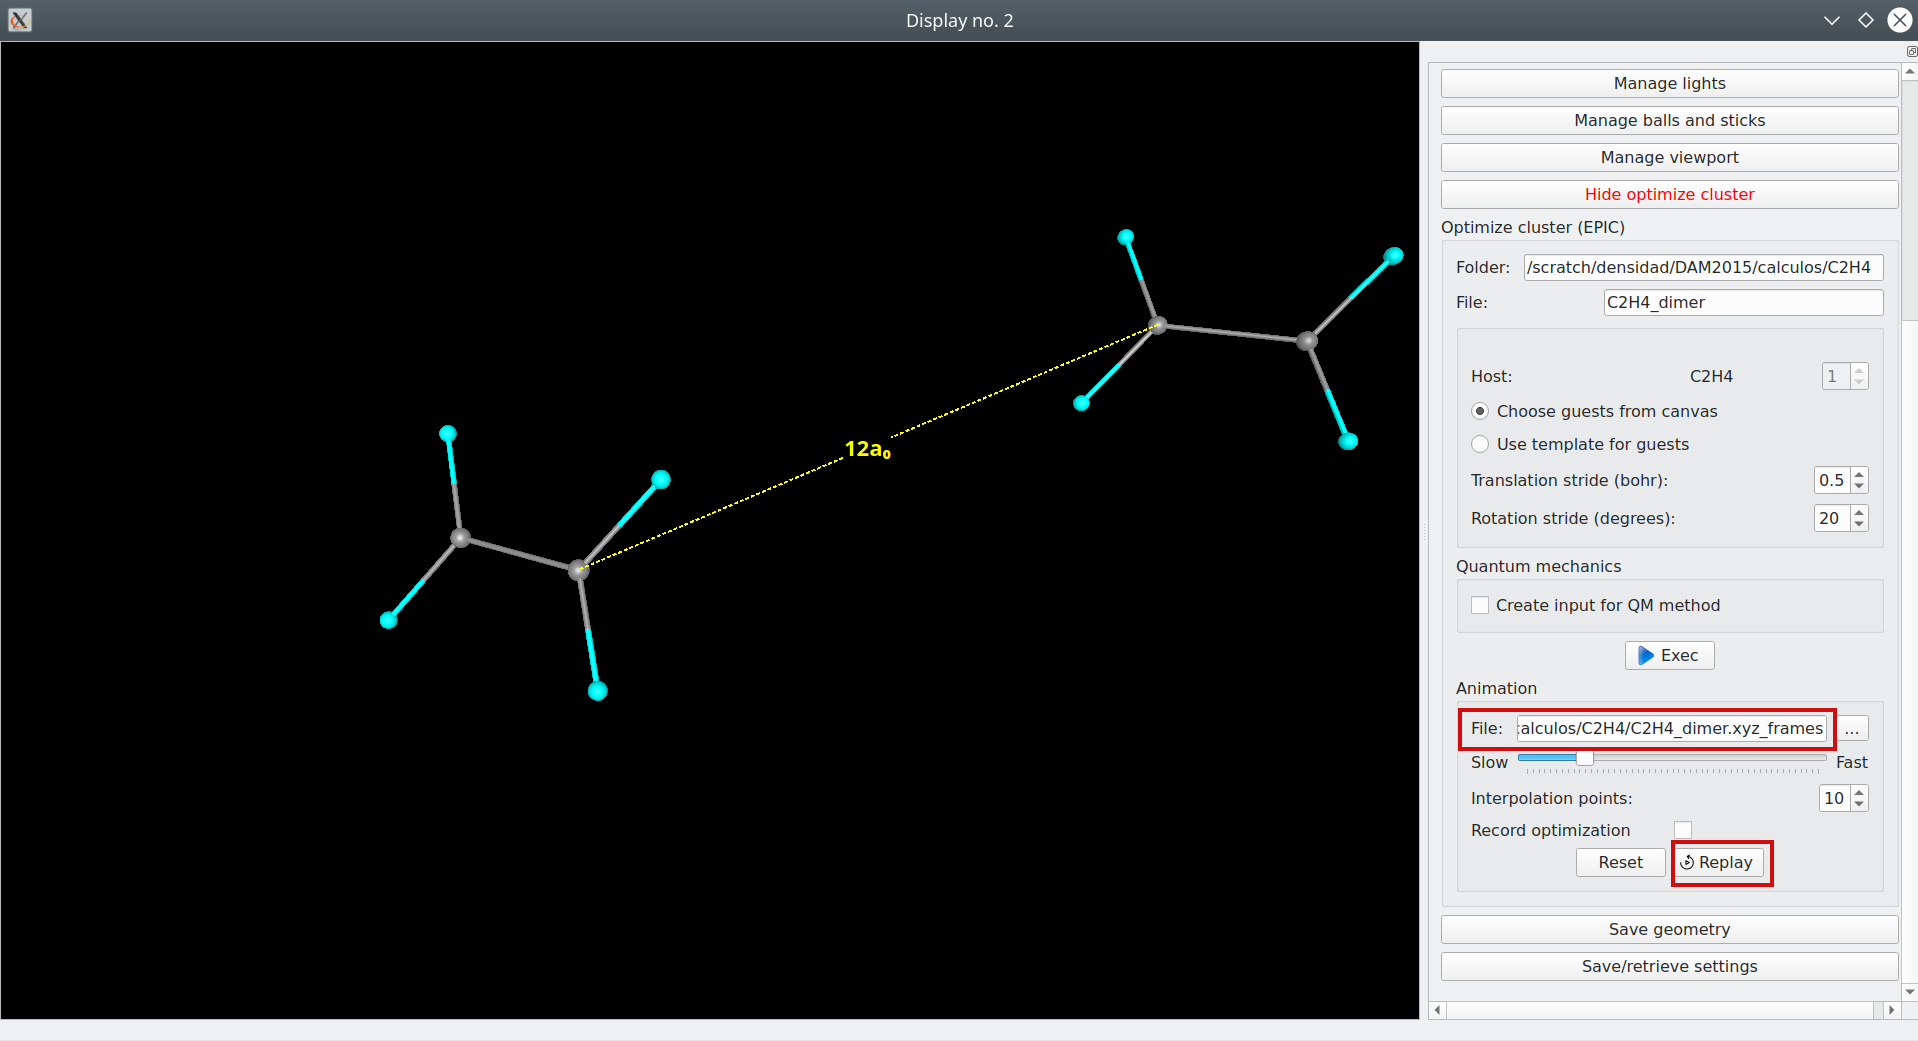 Display no. 2
12a₀
Manage lights
Manage balls and sticks
Manage viewport
Hide optimize cluster
Optimize cluster (EPIC)
Folder: /scratch/densidad/DAM2015/calculos/C2H4
File: C2H4_dimer
Host: C2H4 1
Choose guests from canvas
Use template for guests
Translation stride (bohr): 0.5
Rotation stride (degrees): 20
Quantum mechanics
Create input for QM method
Exec
Animation
File: alculos/C2H4/C2H4_dimer.xyz_frames ...
Slow Fast
Interpolation points: 10
Record optimization
Reset Replay
Save geometry
Save/retrieve settings